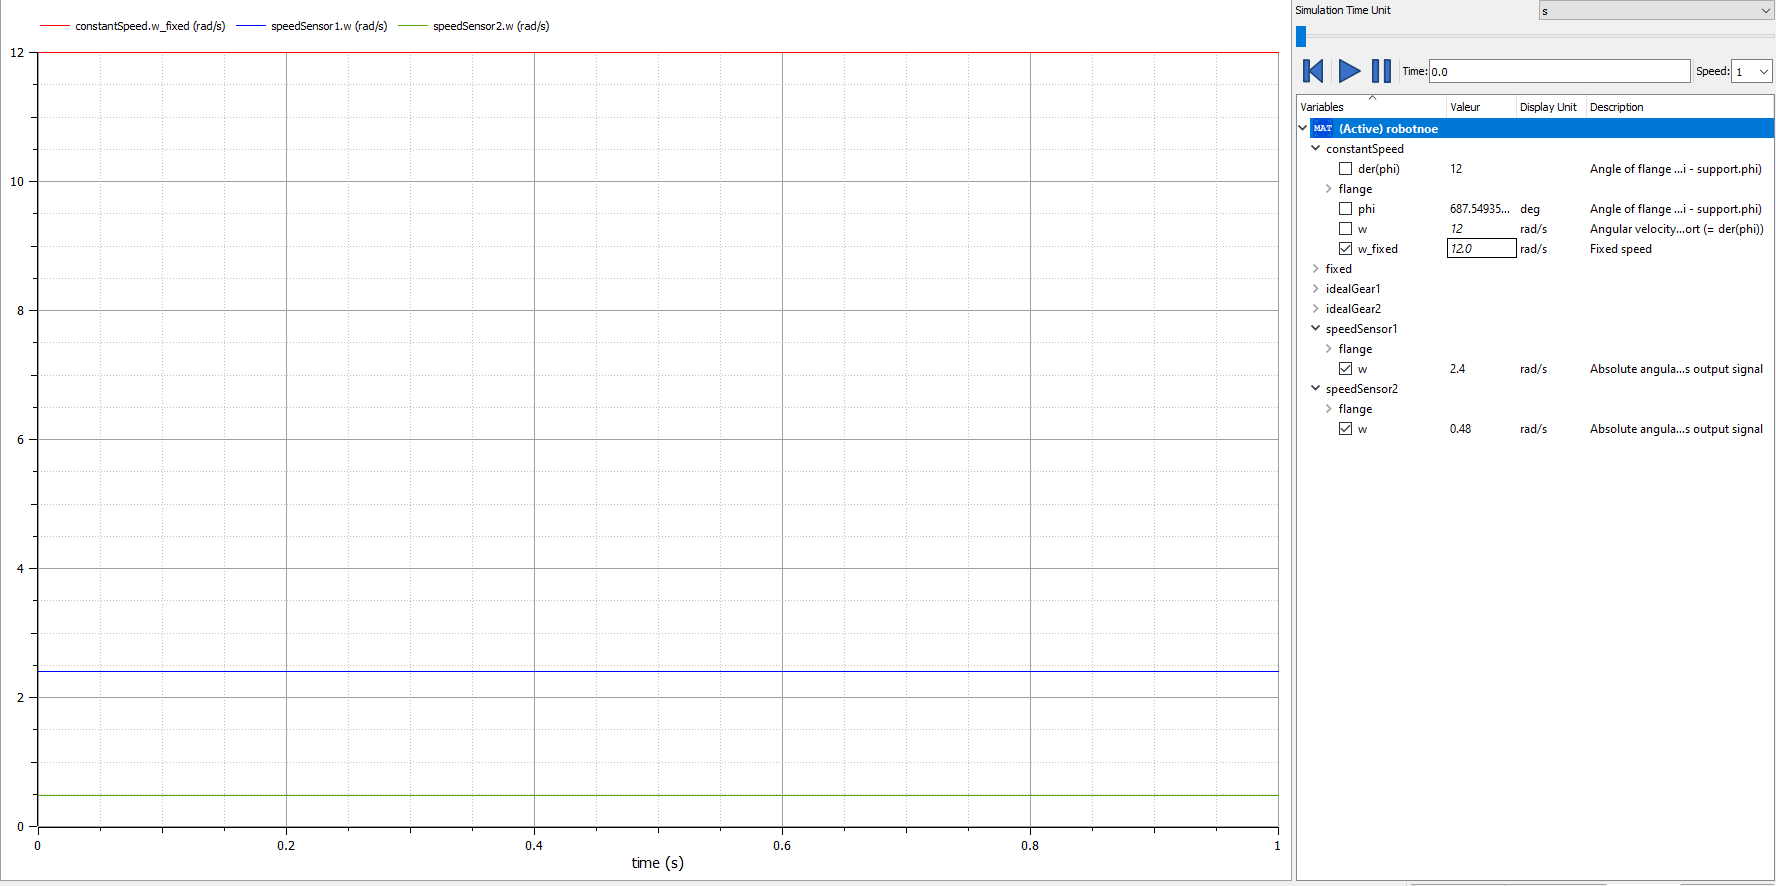 constantSpeed.w_fixed (rad/s) speedSensor1.w (rad/s) speedSensor2.w (rad/s)
12
10
8
6
4
2
0
0 0.2 0.4 0.6 0.8 1
time (s)
Simulation Time Unit s
Time: 0.0 Speed: 1
Variables Valeur Display Unit Description
MAT (Active) robotnoe
constantSpeed
der(phi) 12 Angle of flange ...i - support.phi)
flange
phi 687.54935... deg Angle of flange ...i - support.phi)
w 12 rad/s Angular velocity...ort (= der(phi))
w_fixed 12.0 rad/s Fixed speed
fixed
idealGear1
idealGear2
speedSensor1
flange
w 2.4 rad/s Absolute angula...s output signal
speedSensor2
flange
w 0.48 rad/s Absolute angula...s output signal